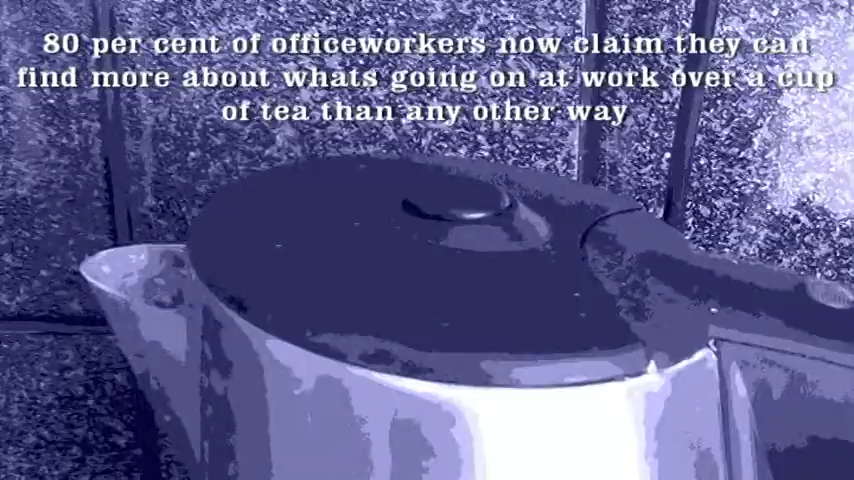 80 per cent of officeworkers now claim they can
find more about whats going on at work over a cup
of tea than any other way